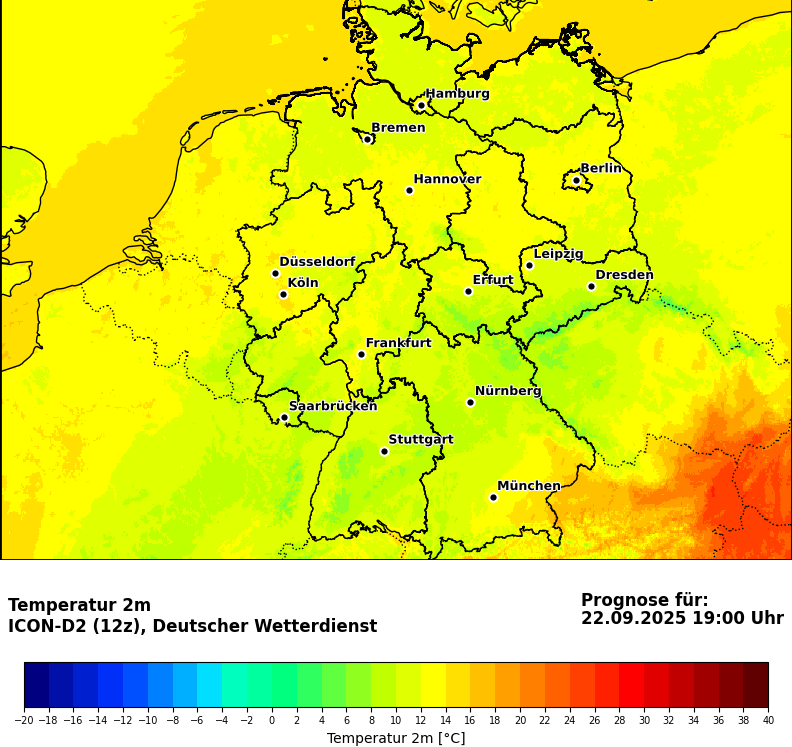 Hamburg
Bremen
Hannover
Berlin
Düsseldorf
Köln
Leipzig
Dresden
Erfurt
Frankfurt
Saarbrücken
Nürnberg
Stuttgart
München
Temperatur 2m
ICON-D2 (12z), Deutscher Wetterdienst
Prognose für:
22.09.2025 19:00 Uhr
−20 −18 −16 −14 −12 −10 −8 −6 −4 −2 0 2 4 6 8 10 12 14 16 18 20 22 24 26 28 30 32 34 36 38 40
Temperatur 2m [°C]